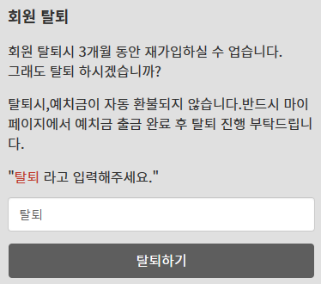 회원 탈퇴
회원 탈퇴시 3개월 동안 재가입하실 수 업습니다.
그래도 탈퇴 하시겠습니까?
탈퇴시,예치금이 자동 환불되지 않습니다.반드시 마이
페이지에서 예치금 출금 완료 후 탈퇴 진행 부탁드립니
다.
"탈퇴 라고 입력해주세요."
탈퇴
탈퇴하기